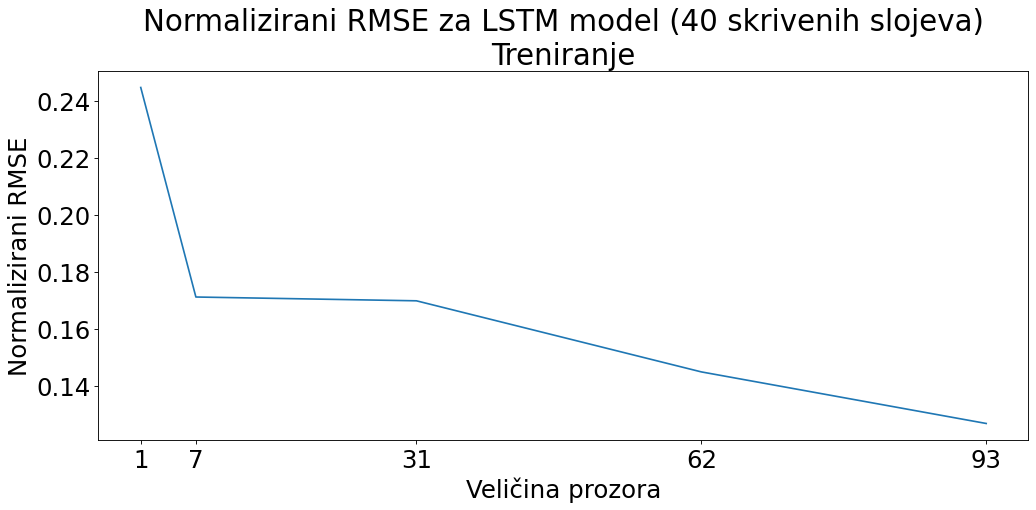 Normalizirani RMSE za LSTM model (40 skrivenih slojeva)
Treniranje
Normalizirani RMSE
0.24
0.22
0.20
0.18
0.16
0.14
1 7 31 62 93
Veličina prozora